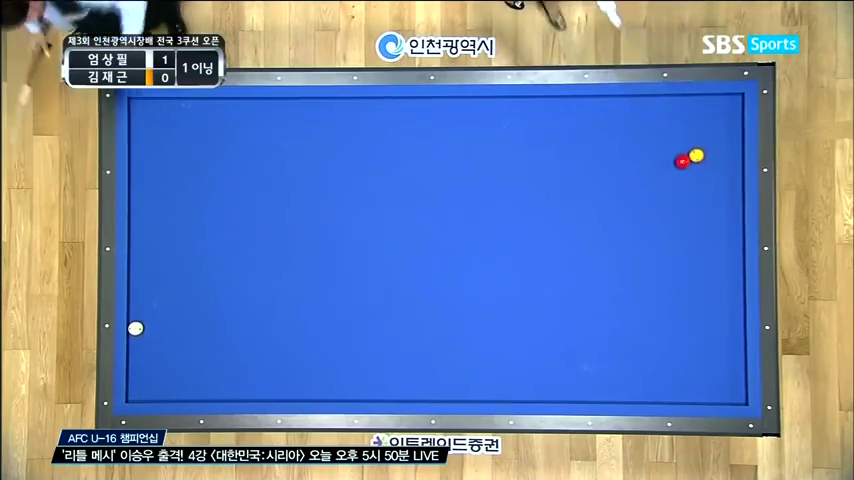 제3회 인천광역시장배 전국 3쿠션 오픈
엄상필 1
김재근 0
1이닝
인천광역시
SBS Sports
이트레이드증권
AFC U-16 챔피언십
'리틀 메시' 이승우 출격! 4강 <대한민국:시리아> 오늘 오후 5시 50분 LIVE